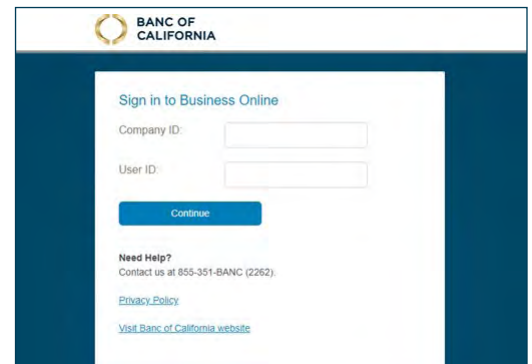 BANC OF
CALIFORNIA
Sign in to Business Online
Company ID:
User ID:
Continue
Need Help?
Contact us at 855-351-BANC (2262).
Privacy Policy
Visit Banc of California website